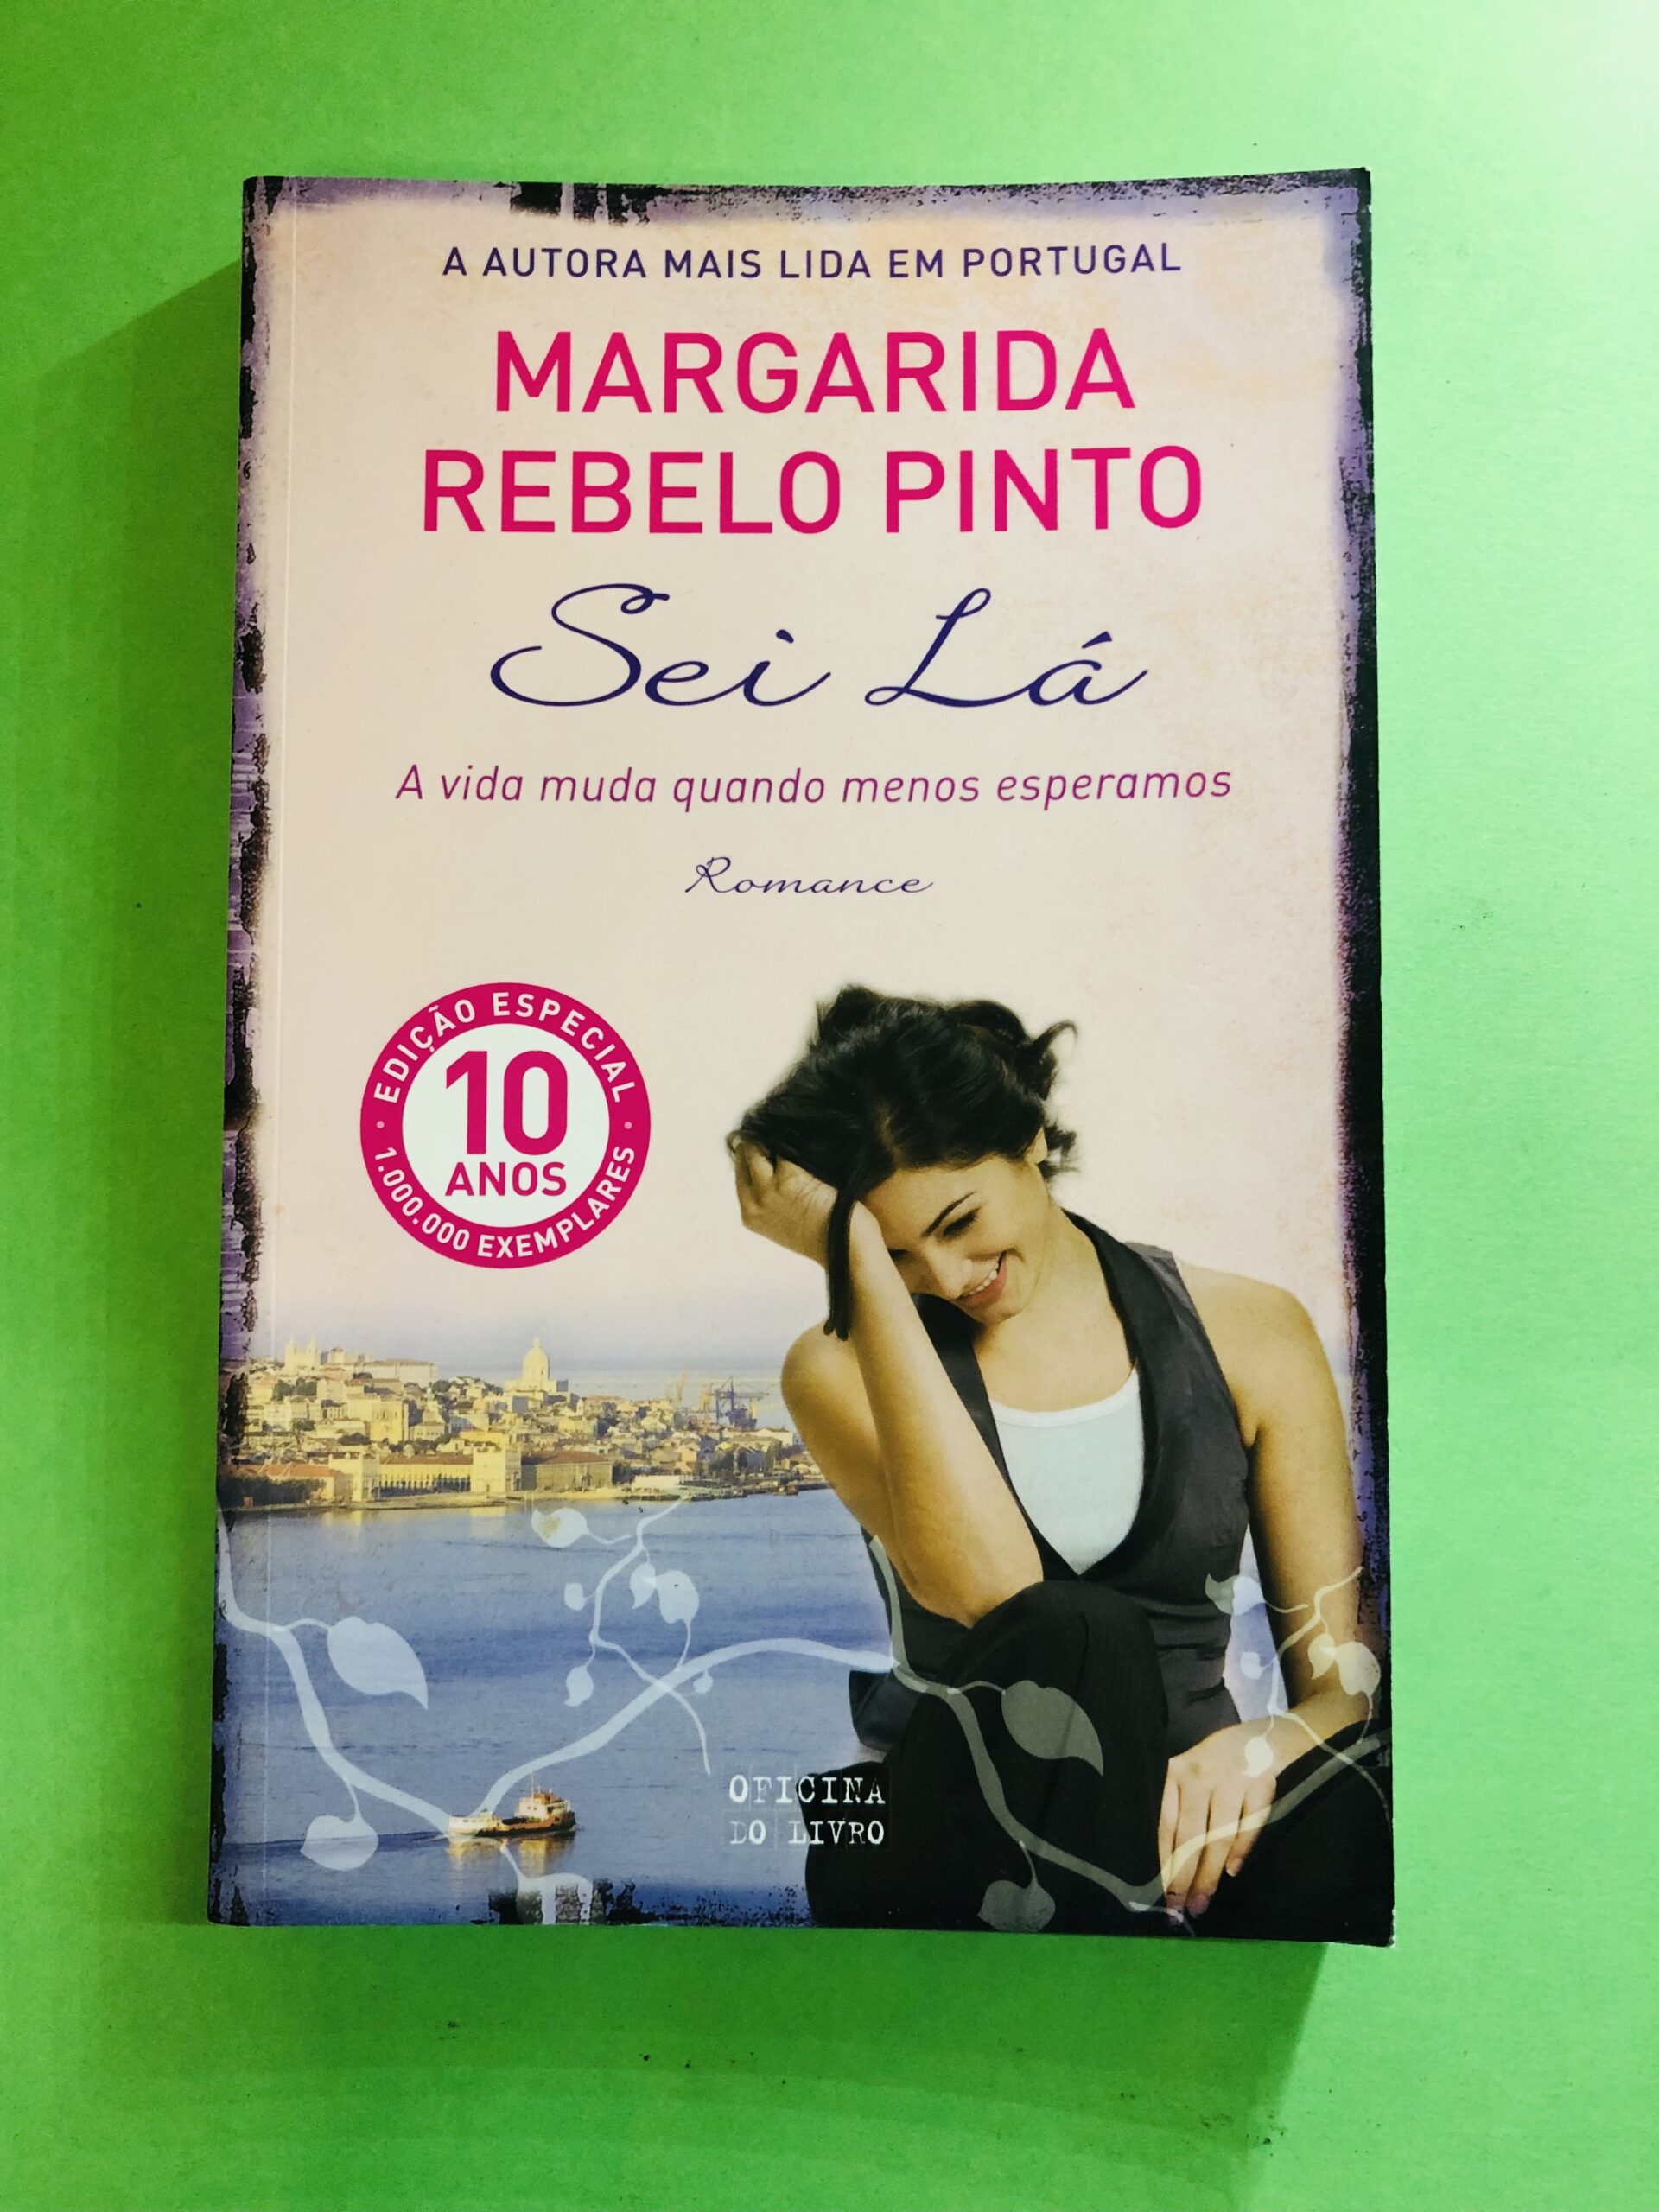 A AUTORA MAIS LIDA EM PORTUGAL
MARGARIDA
REBELO PINTO
Sei Lá
A vida muda quando menos esperamos
Romance
EDIÇÃO ESPECIAL
10
ANOS
1.000.000 EXEMPLARES
OFICINA
DO LIVRO